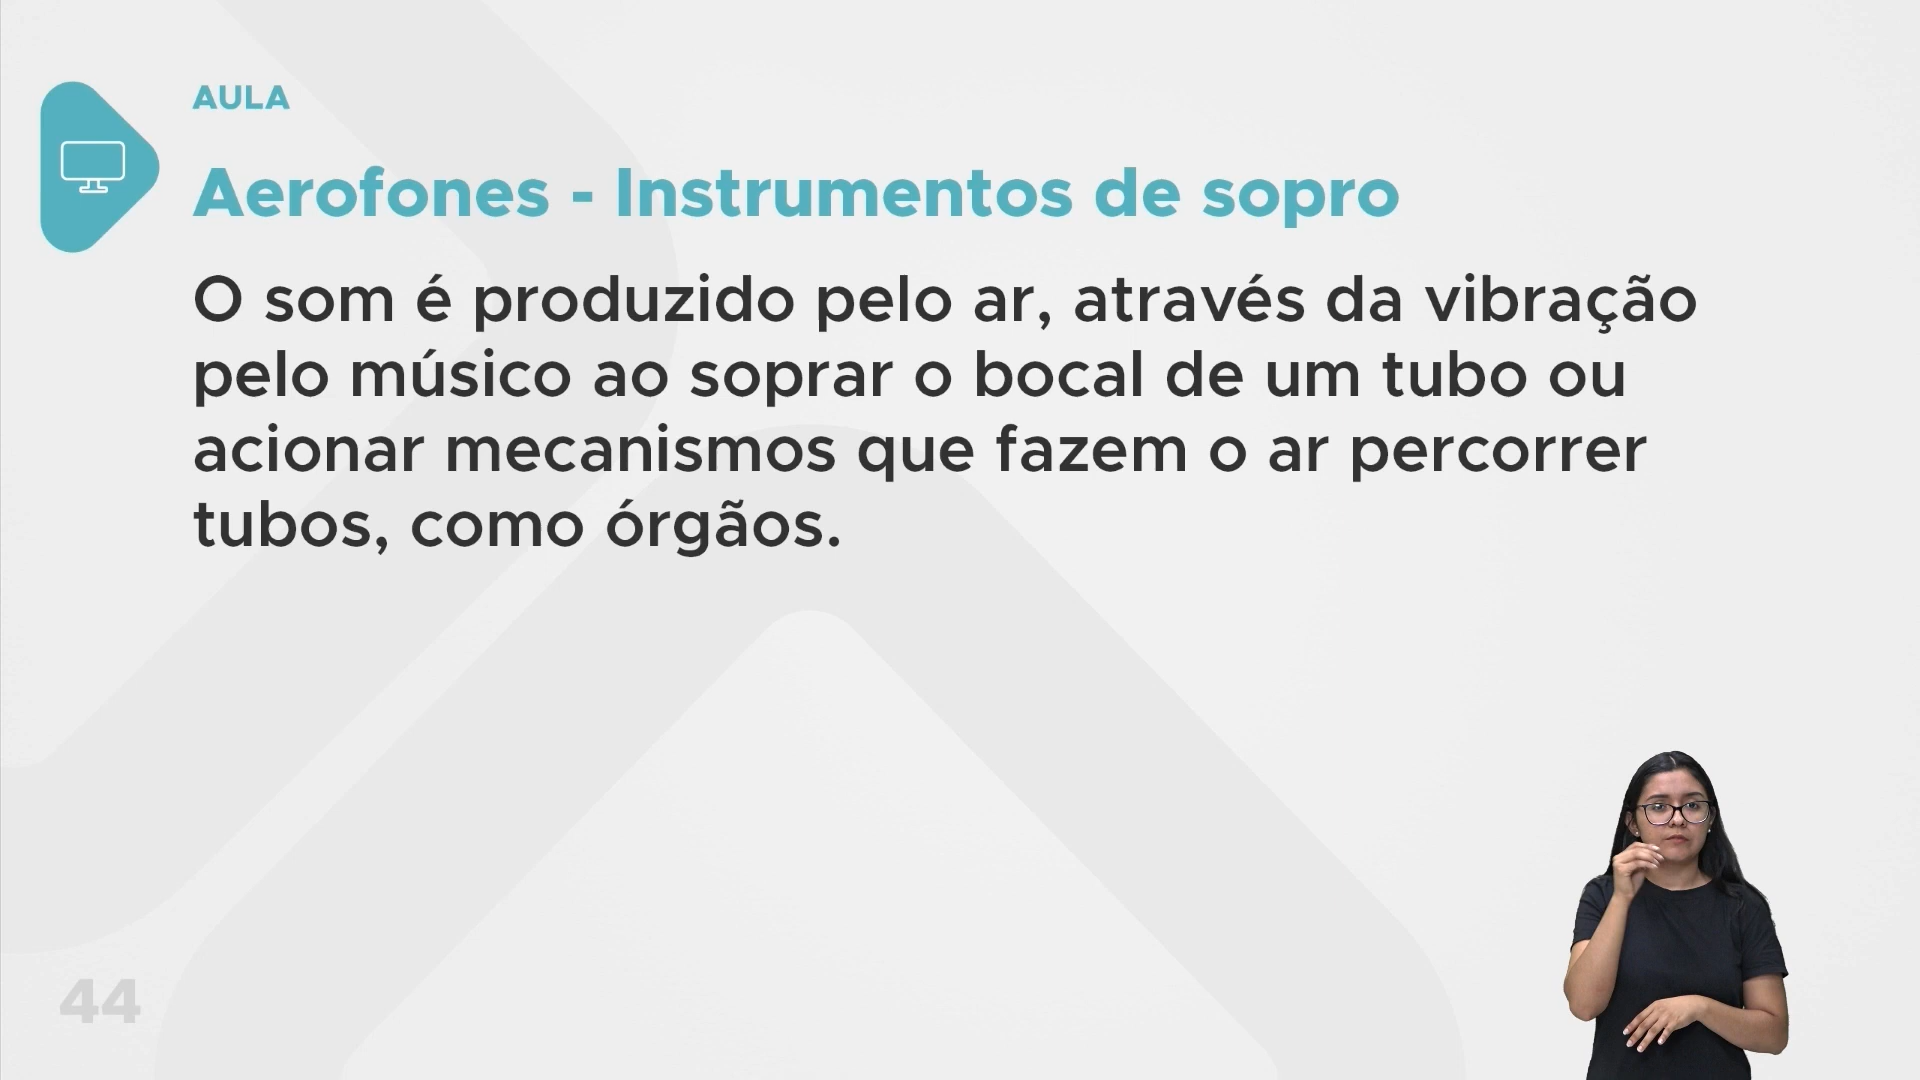 AULA
Aerofones - Instrumentos de sopro
O som é produzido pelo ar, através da vibração
pelo músico ao soprar o bocal de um tubo ou
acionar mecanismos que fazem o ar percorrer
tubos, como órgãos.
44